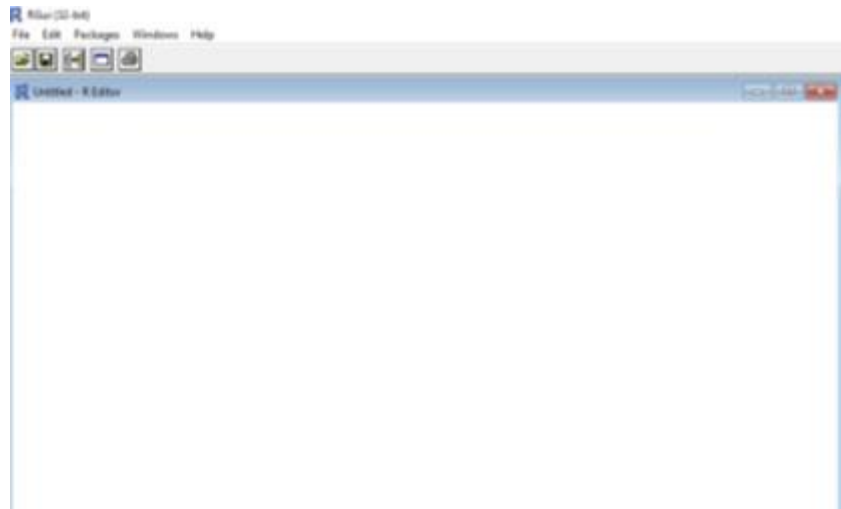 R RGui (32-bit)
File Edit Packages Windows Help
R Untitled - R Editor